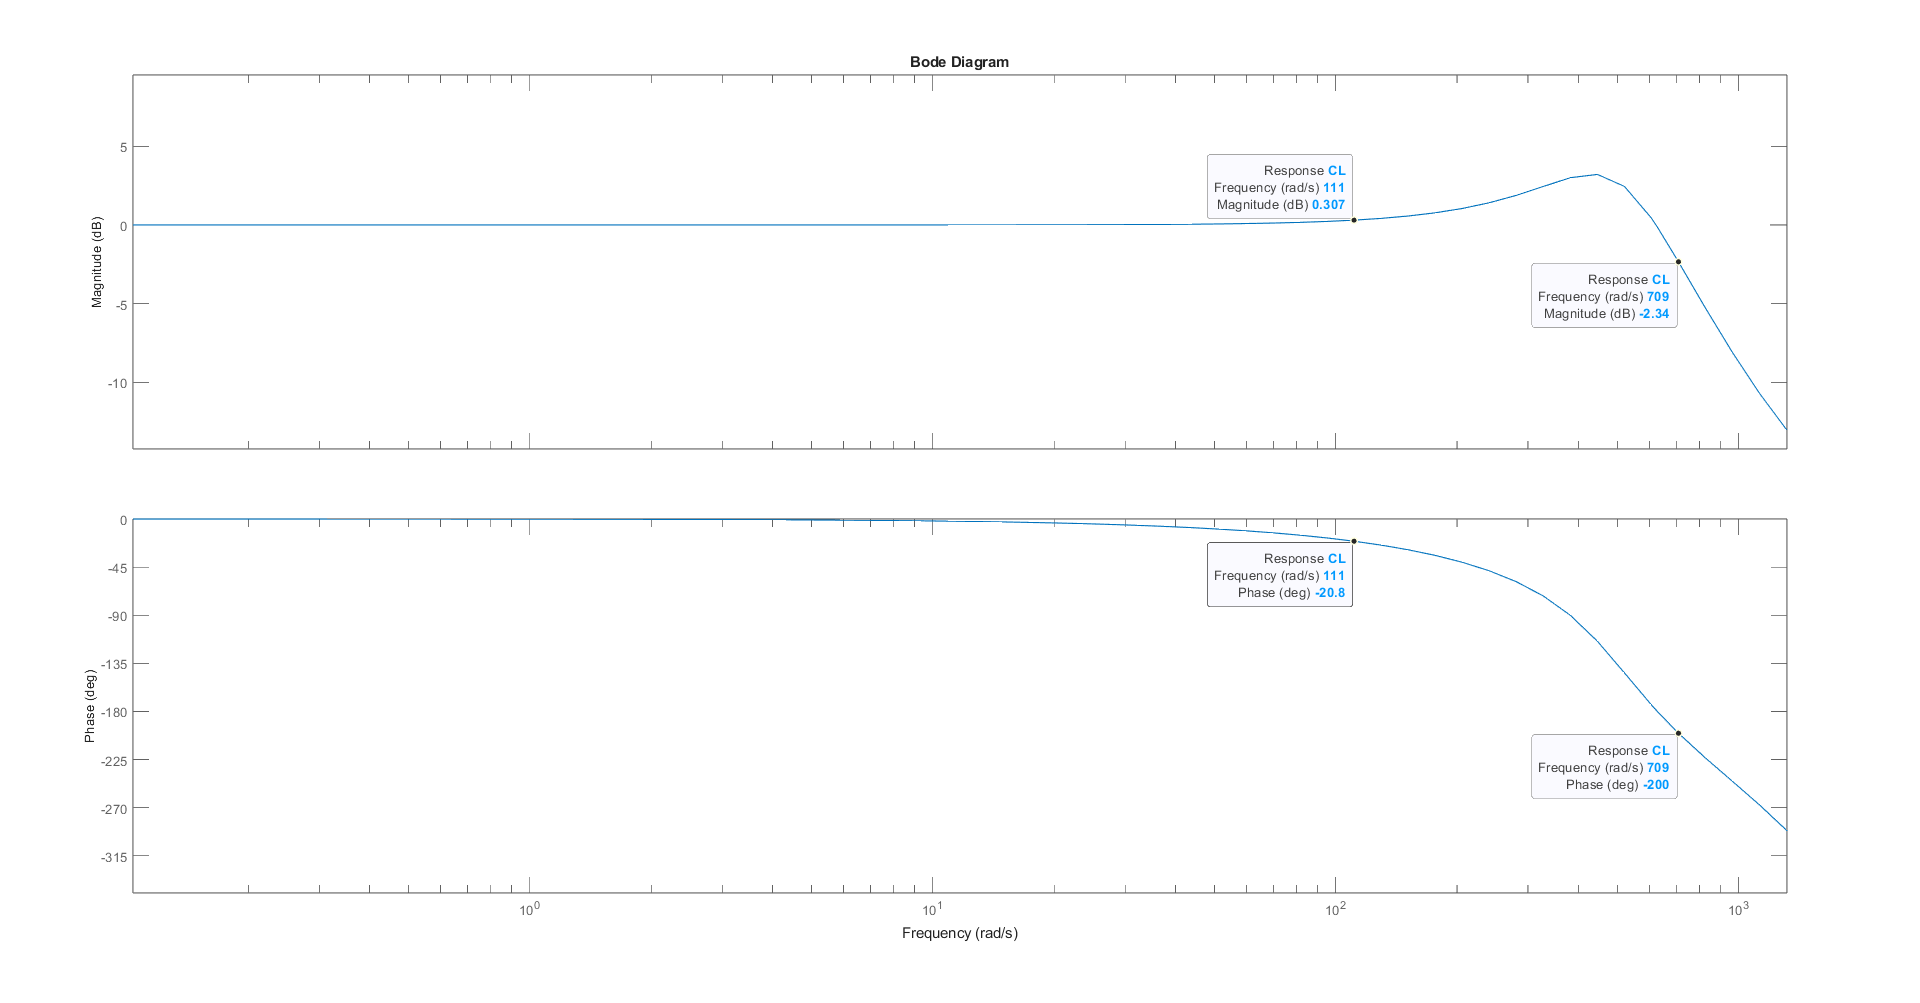 Bode Diagram
Magnitude (dB)
5
0
-5
-10
Response CL
Frequency (rad/s) 111
Magnitude (dB) 0.307
Response CL
Frequency (rad/s) 709
Magnitude (dB) -2.34
Phase (deg)
0
-45
-90
-135
-180
-225
-270
-315
Response CL
Frequency (rad/s) 111
Phase (deg) -20.8
Response CL
Frequency (rad/s) 709
Phase (deg) -200
10^0 10^1 10^2 10^3
Frequency (rad/s)